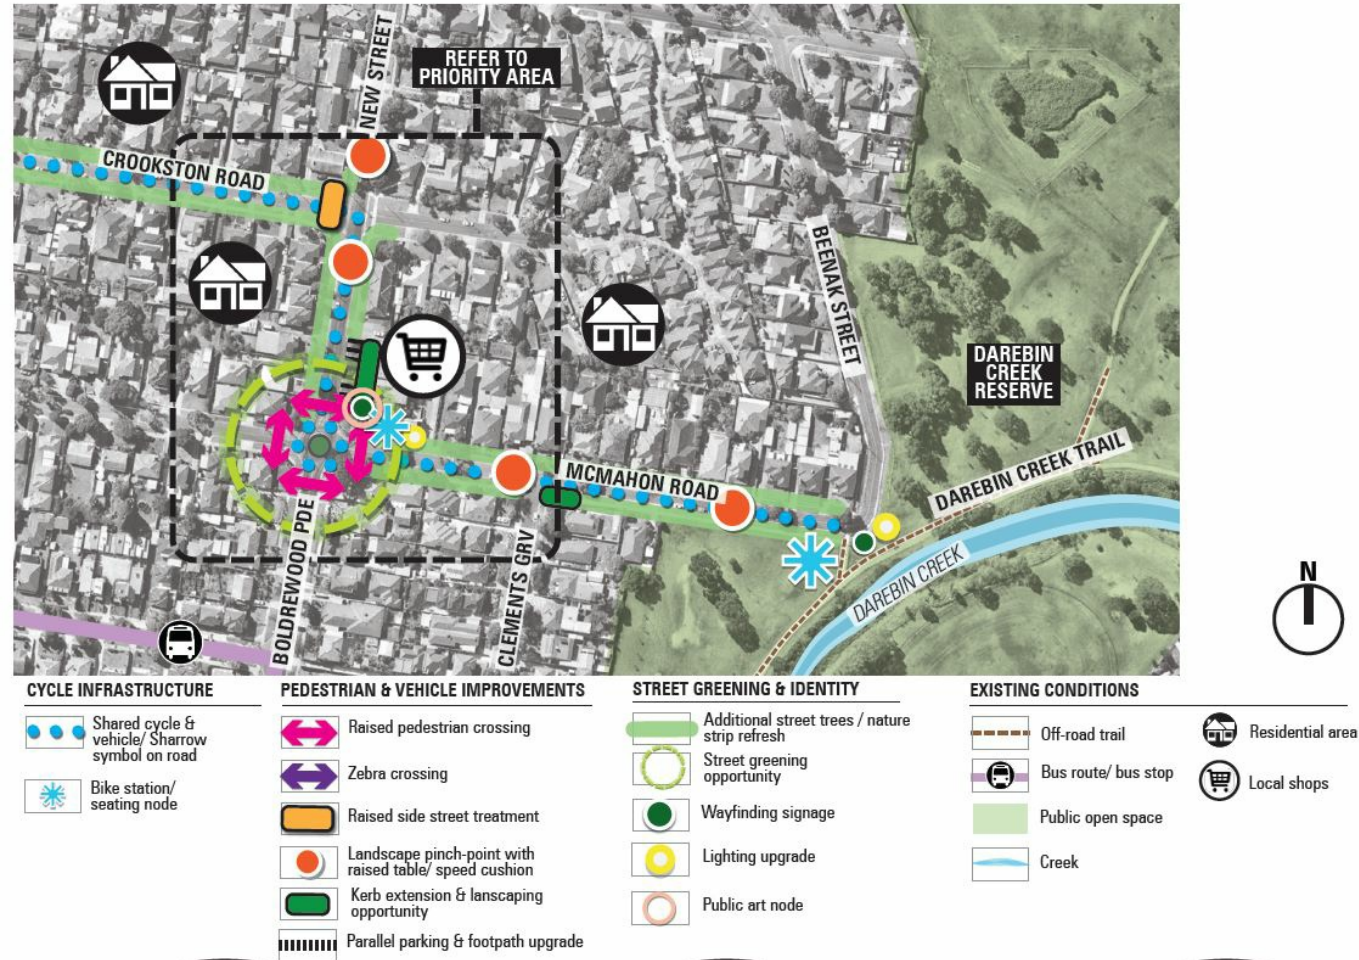 NEW STREET
REFER TO
PRIORITY AREA
CROOKSTON ROAD
BEENAK STREET
DAREBIN
CREEK
RESERVE
MCMAHON ROAD
DAREBIN CREEK TRAIL
DAREBIN CREEK
BOLDREWOOD PDE
CLEMENTS GRV
N
CYCLE INFRASTRUCTURE
Shared cycle &
vehicle/ Sharrow
symbol on road
Bike station/
seating node
PEDESTRIAN & VEHICLE IMPROVEMENTS
Raised pedestrian crossing
Zebra crossing
Raised side street treatment
Landscape pinch-point with
raised table/ speed cushion
Kerb extension & lanscaping
opportunity
Parallel parking & footpath upgrade
STREET GREENING & IDENTITY
Additional street trees / nature
strip refresh
Street greening
opportunity
Wayfinding signage
Lighting upgrade
Public art node
EXISTING CONDITIONS
Off-road trail
Bus route/ bus stop
Public open space
Creek
Residential area
Local shops